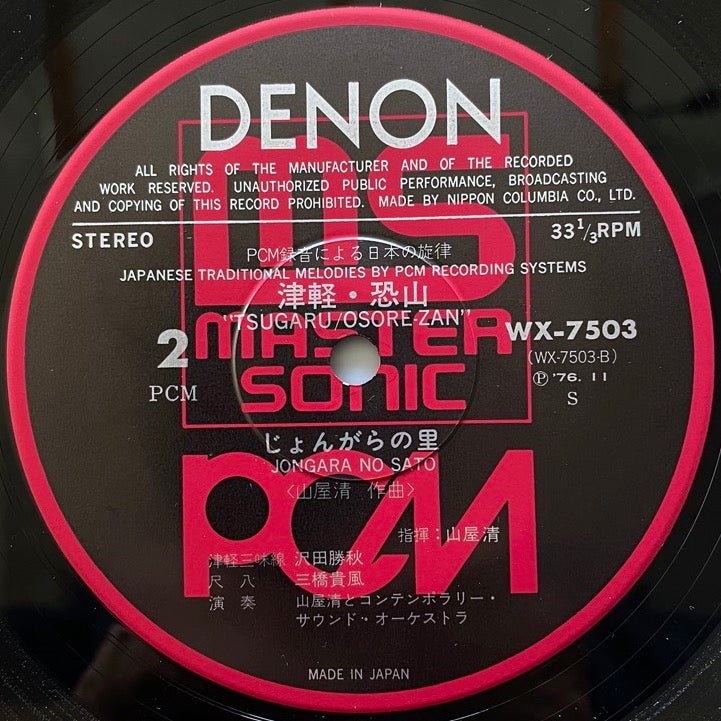 DENON
ALL RIGHTS OF THE MANUFACTURER AND OF THE RECORDED
WORK RESERVED. UNAUTHORIZED PUBLIC PERFORMANCE, BROADCASTING
AND COPYING OF THIS RECORD PROHIBITED. MADE BY NIPPON COLUMBIA CO., LTD.
STEREO
33 1/3 RPM
PCM録音による日本の旋律
JAPANESE TRADITIONAL MELODIES BY PCM RECORDING SYSTEMS
津軽・恐山
"TSUGARU/OSORE-ZAN"
2
PCM
WX-7503
(WX-7503-B)
Ⓟ '76. 11
S
MS
MASTER
SONIC
じょんがらの里
JONGARA NO SATO
〈山屋清 作曲〉
PCM
指揮：山屋清
津軽三味線 沢田勝秋
尺八 三橋貴風
演奏 山屋清とコンテンポラリー・
サウンド・オーケストラ
MADE IN JAPAN